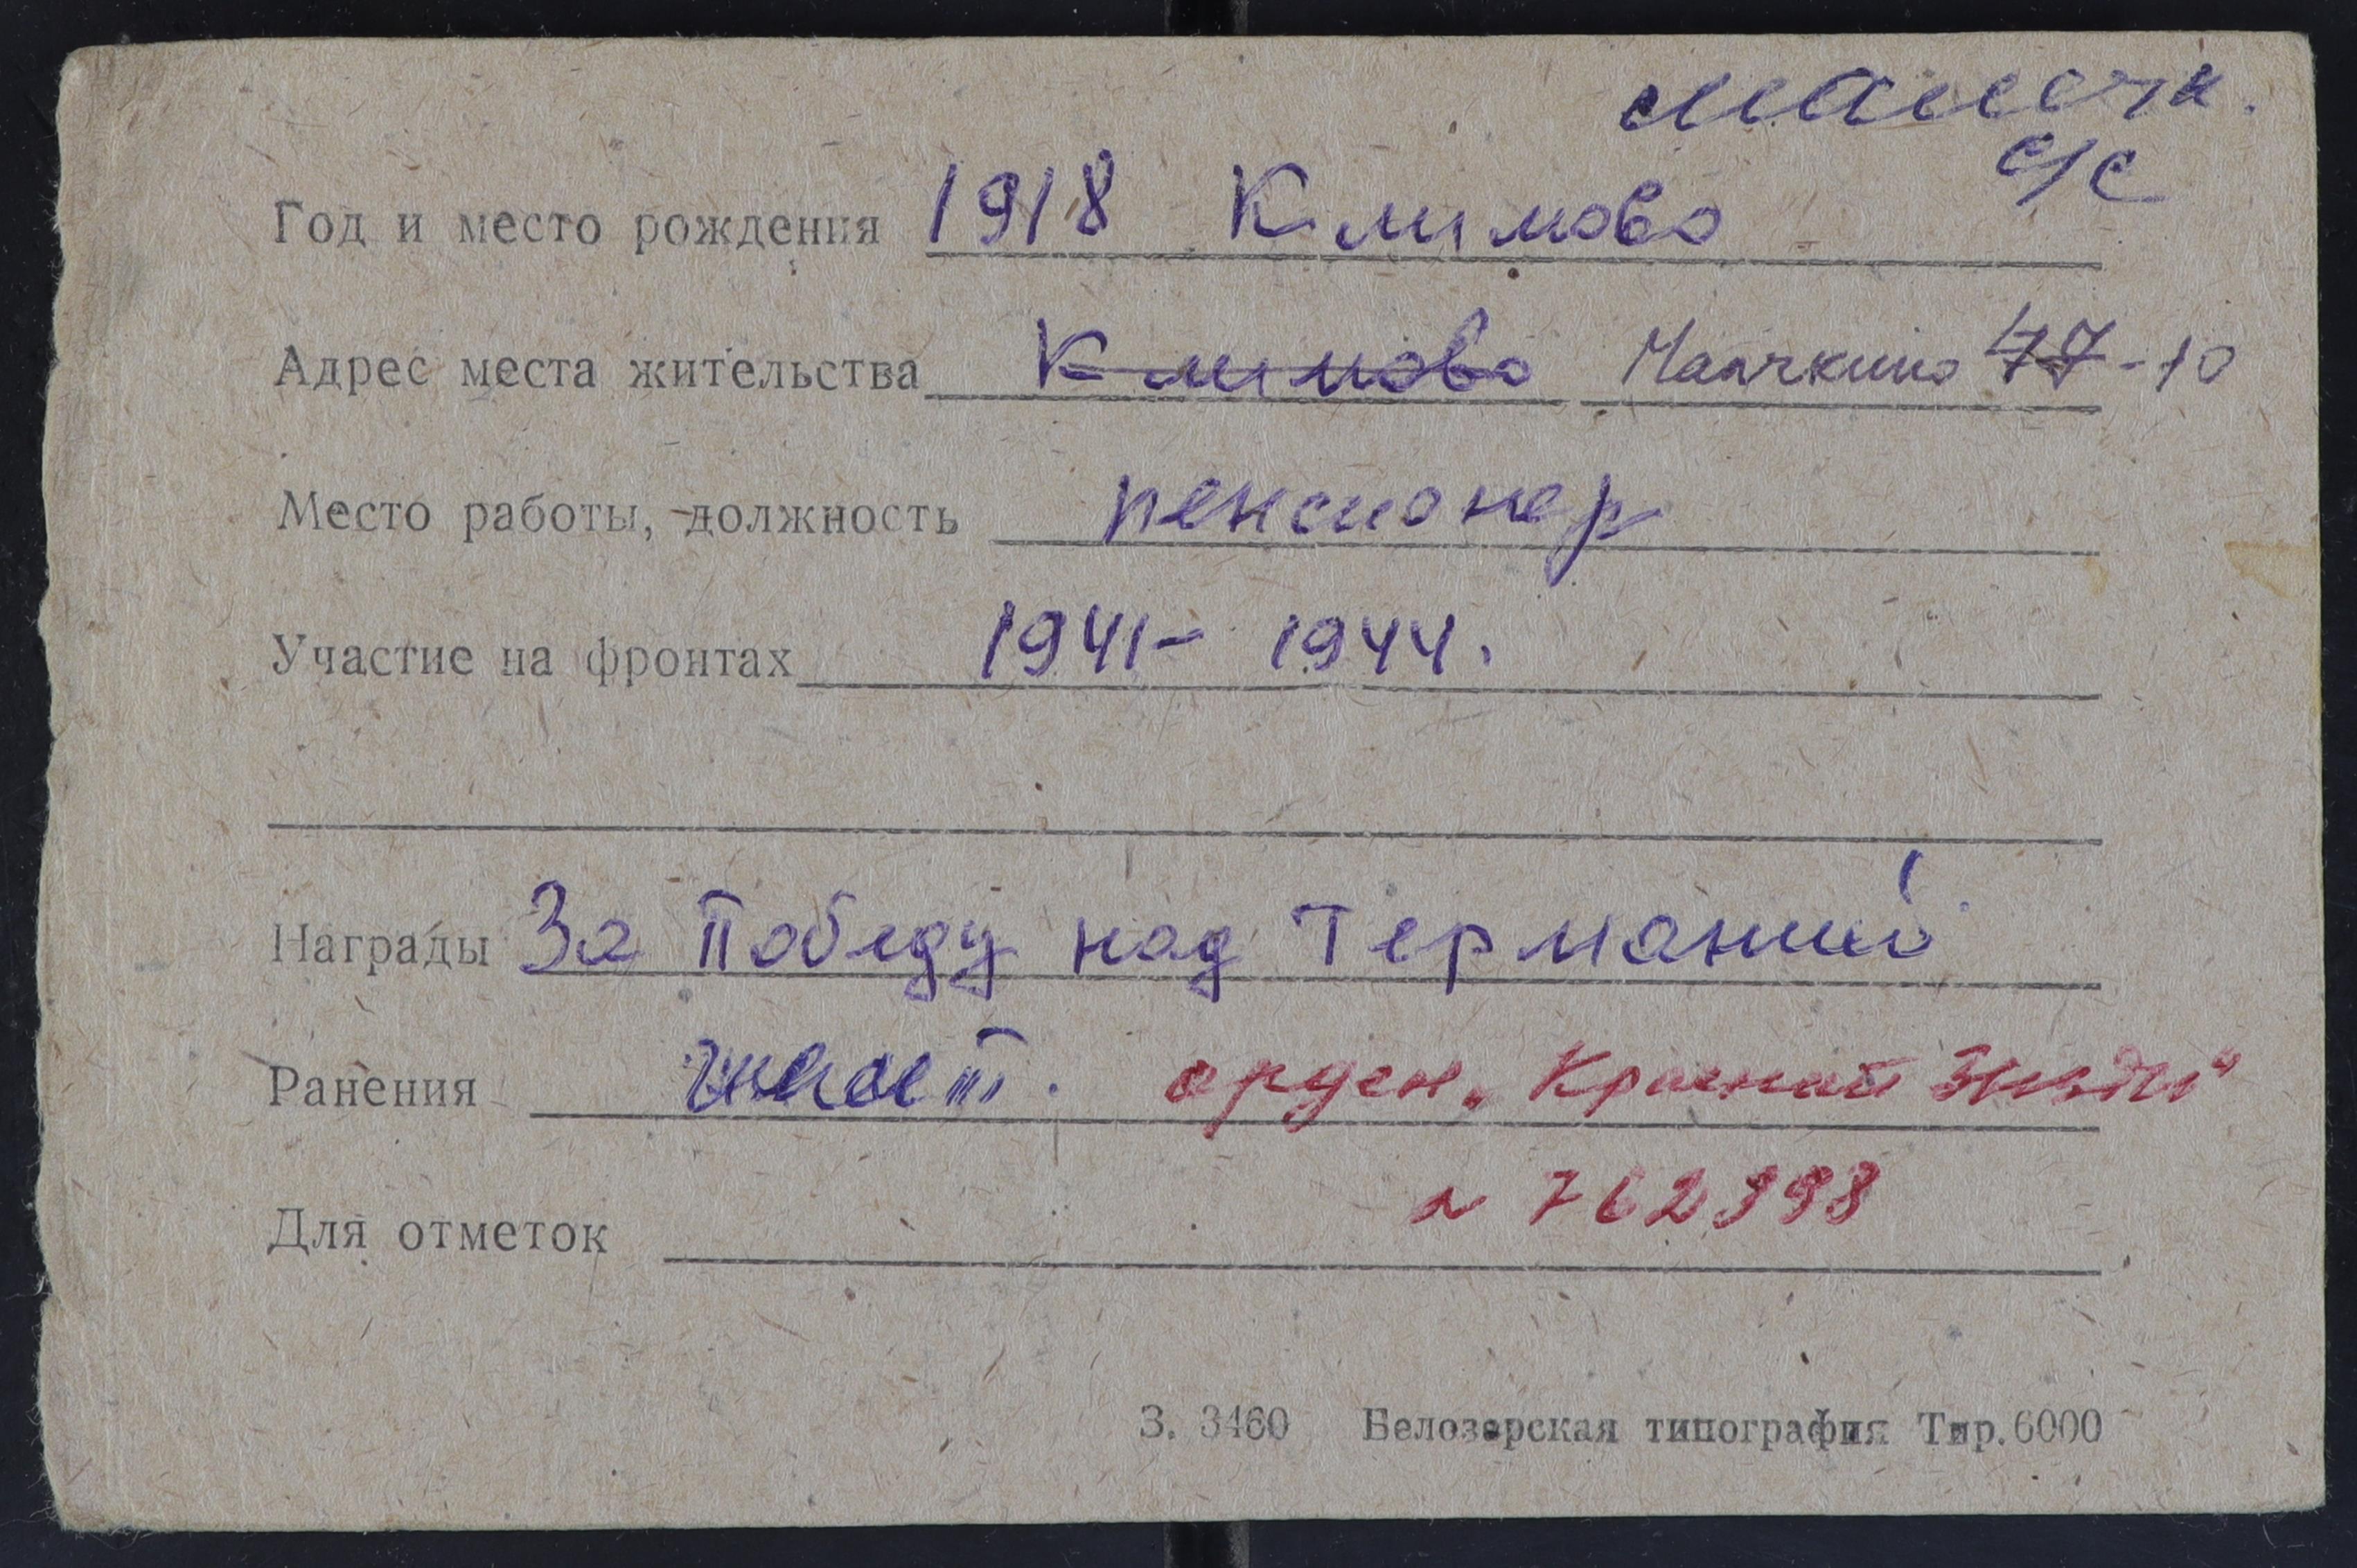 с/с
Год и место рождения 1918 Климово
Адрес места жительства Климово Маачкино 47-10
Место работы, должность пенсионер
Участие на фронтах 1941- 1944.
Награды За Победу над Германией
Ранения орден „Красной Звезды“
№ 762998
Для отметок
З. 3460 Белозерская типография Тир. 6000